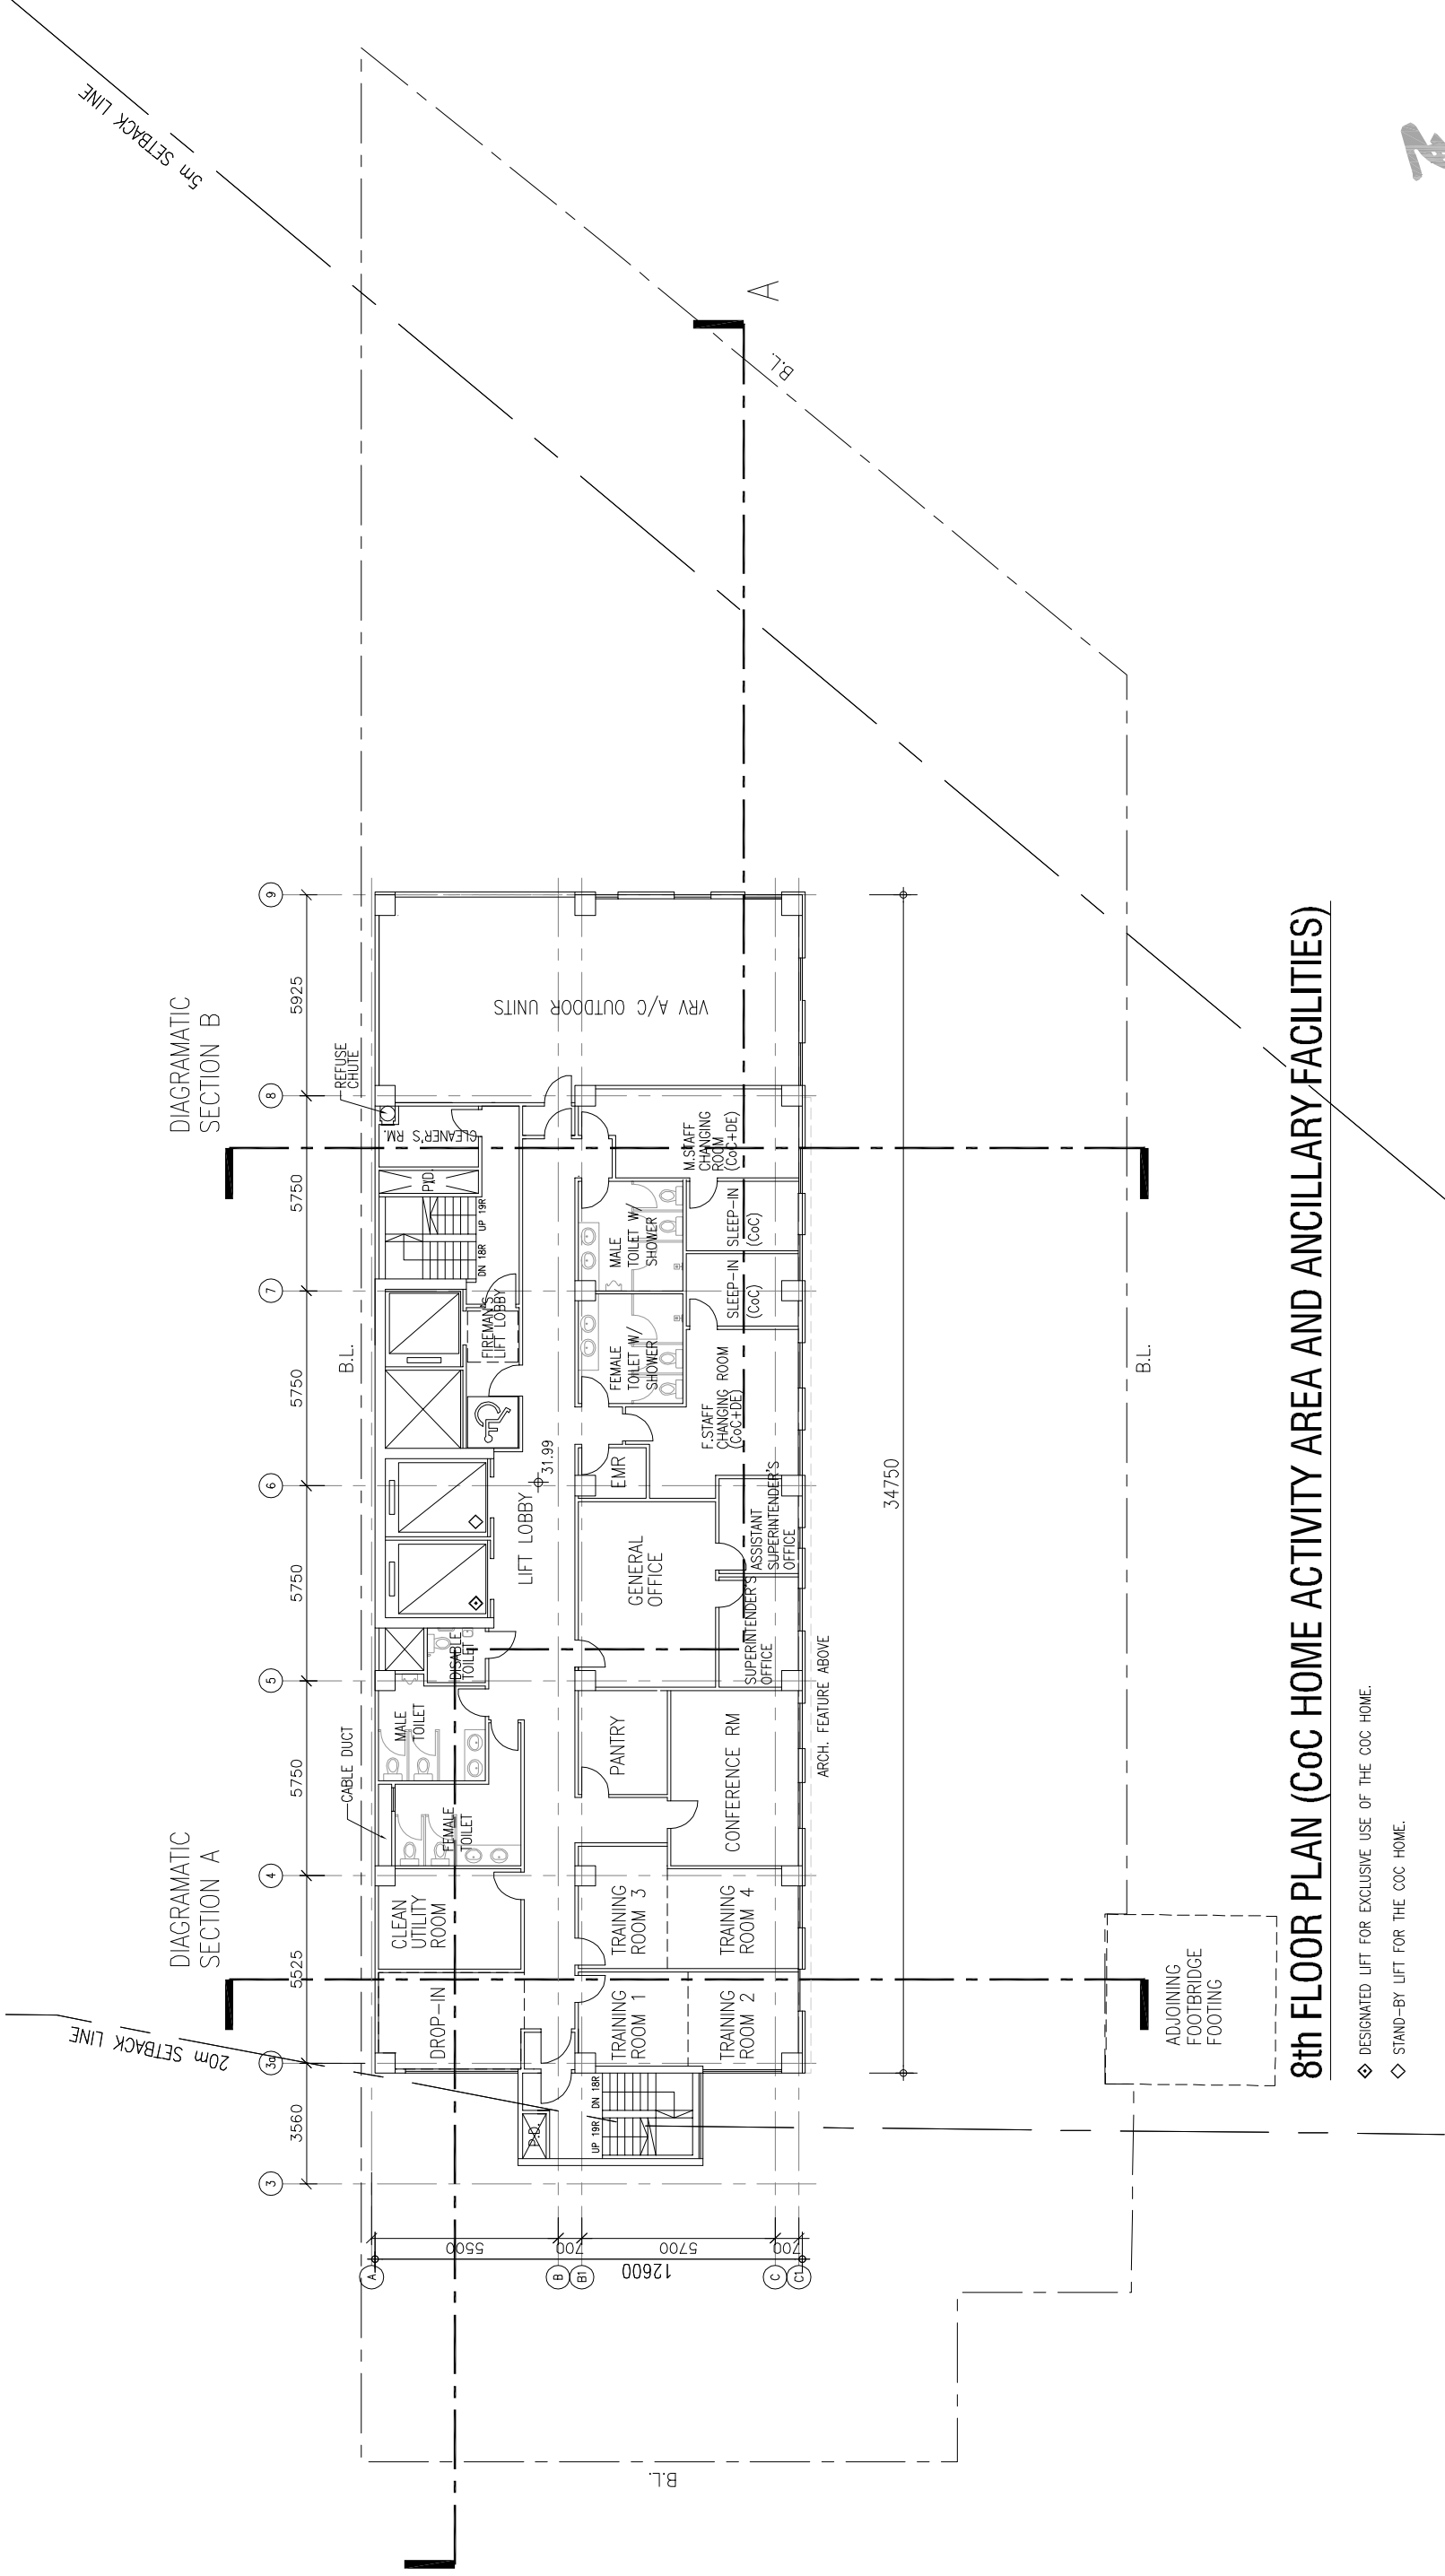 5m SETBACK LINE
A
B.L.
DIAGRAMATIC
SECTION B
DIAGRAMATIC
SECTION A
20m SETBACK LINE
3
3a
4
5
6
7
8
9
3560
5525
5750
5750
5750
5750
5925
B.L.
REFUSE
CHUTE
CLEANER'S RM.
P.D.
DN 18R
UP 19R
FIREMAN'S
LIFT LOBBY
VRV A/C OUTDOOR UNITS
CABLE DUCT
MALE
TOILET
FEMALE
TOILET
DISABLE
TOILET
CLEAN
UTILITY
ROOM
DROP-IN
LIFT LOBBY
31.99
P.D.
UP 19R
DN 18R
TRAINING
ROOM 1
TRAINING
ROOM 2
TRAINING
ROOM 3
TRAINING
ROOM 4
PANTRY
CONFERENCE RM
GENERAL
OFFICE
SUPERINTENDER'S
OFFICE
ASSISTANT
SUPERINTENDER'S
OFFICE
EMR
F.STAFF
CHANGING ROOM
(CoC+DE)
FEMALE
TOILET W/
SHOWER
MALE
TOILET W/
SHOWER
SLEEP-IN
(CoC)
SLEEP-IN
(CoC)
M.STAFF
CHANGING
ROOM
(CoC+DE)
ARCH. FEATURE ABOVE
34750
A
B
B1
C
C1
5500
700
5700
700
12600
B.L.
B.L.
ADJOINING
FOOTBRIDGE
FOOTING
8th FLOOR PLAN (CoC HOME ACTIVITY AREA AND ANCILLARY FACILITIES)
DESIGNATED LIFT FOR EXCLUSIVE USE OF THE COC HOME.
STAND-BY LIFT FOR THE COC HOME.